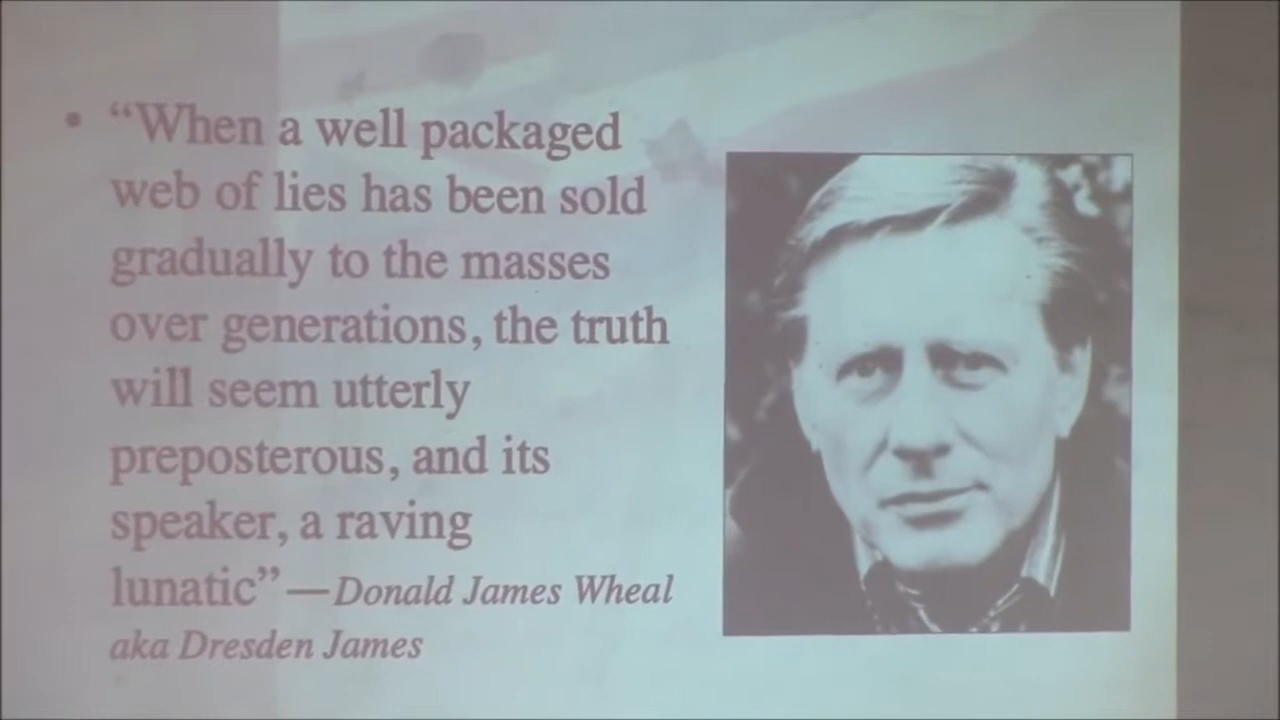 • “When a well packaged
web of lies has been sold
gradually to the masses
over generations, the truth
will seem utterly
preposterous, and its
speaker, a raving
lunatic” —Donald James Wheal
aka Dresden James